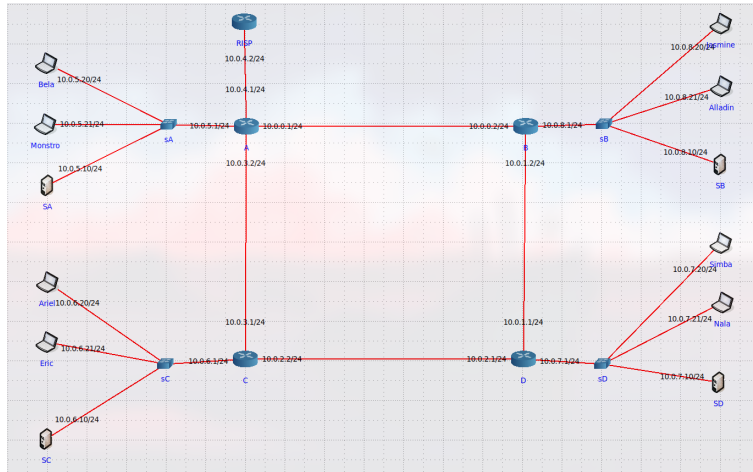 RISP
10.0.4.2/24
10.0.4.1/24
Bela
10.0.5.20/24
Monstro
10.0.5.21/24
SA
10.0.5.10/24
sA
10.0.5.1/24
10.0.0.1/24
A
10.0.3.2/24
10.0.0.2/24
B
10.0.1.2/24
10.0.8.1/24
sB
Jasmine
10.0.8.20/24
Alladin
10.0.8.21/24
SB
10.0.8.10/24
Ariel
10.0.6.20/24
Eric
10.0.6.21/24
SC
10.0.6.10/24
sC
10.0.6.1/24
10.0.3.1/24
10.0.2.2/24
C
10.0.1.1/24
10.0.2.1/24
D
10.0.7.1/24
sD
Simba
10.0.7.20/24
Nala
10.0.7.21/24
SD
10.0.7.10/24